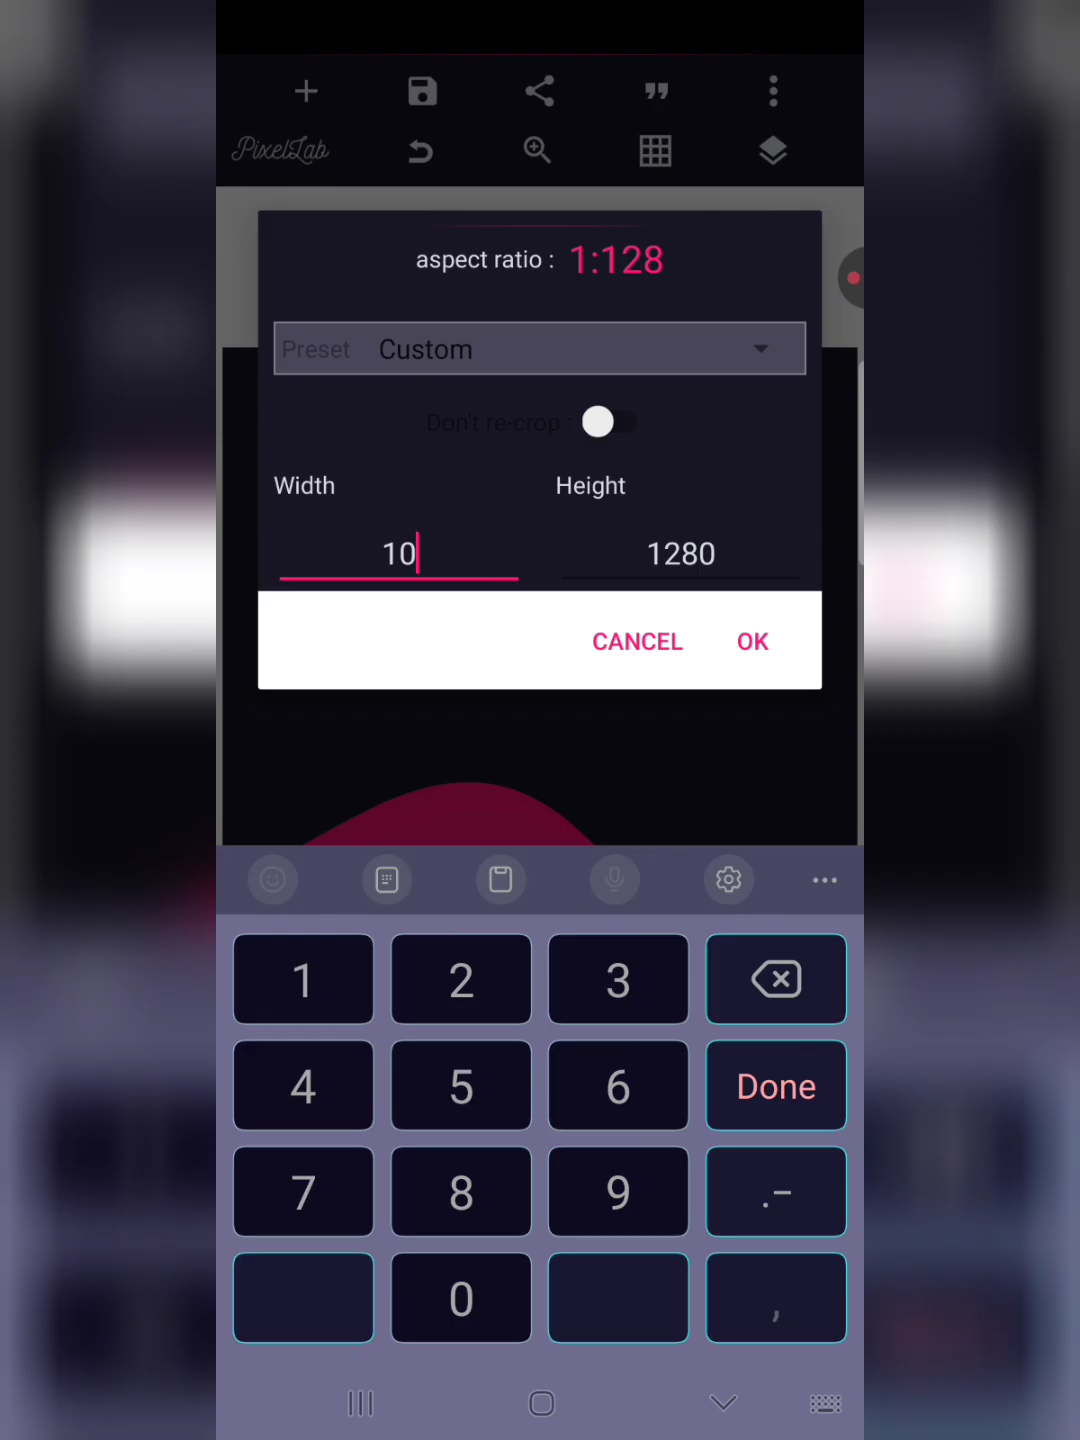 PixelLab
aspect ratio : 1:128
Preset Custom
Don't re-crop :
Width Height
10 1280
CANCEL OK
1 2 3
4 5 6 Done
7 8 9 .-
0 ,